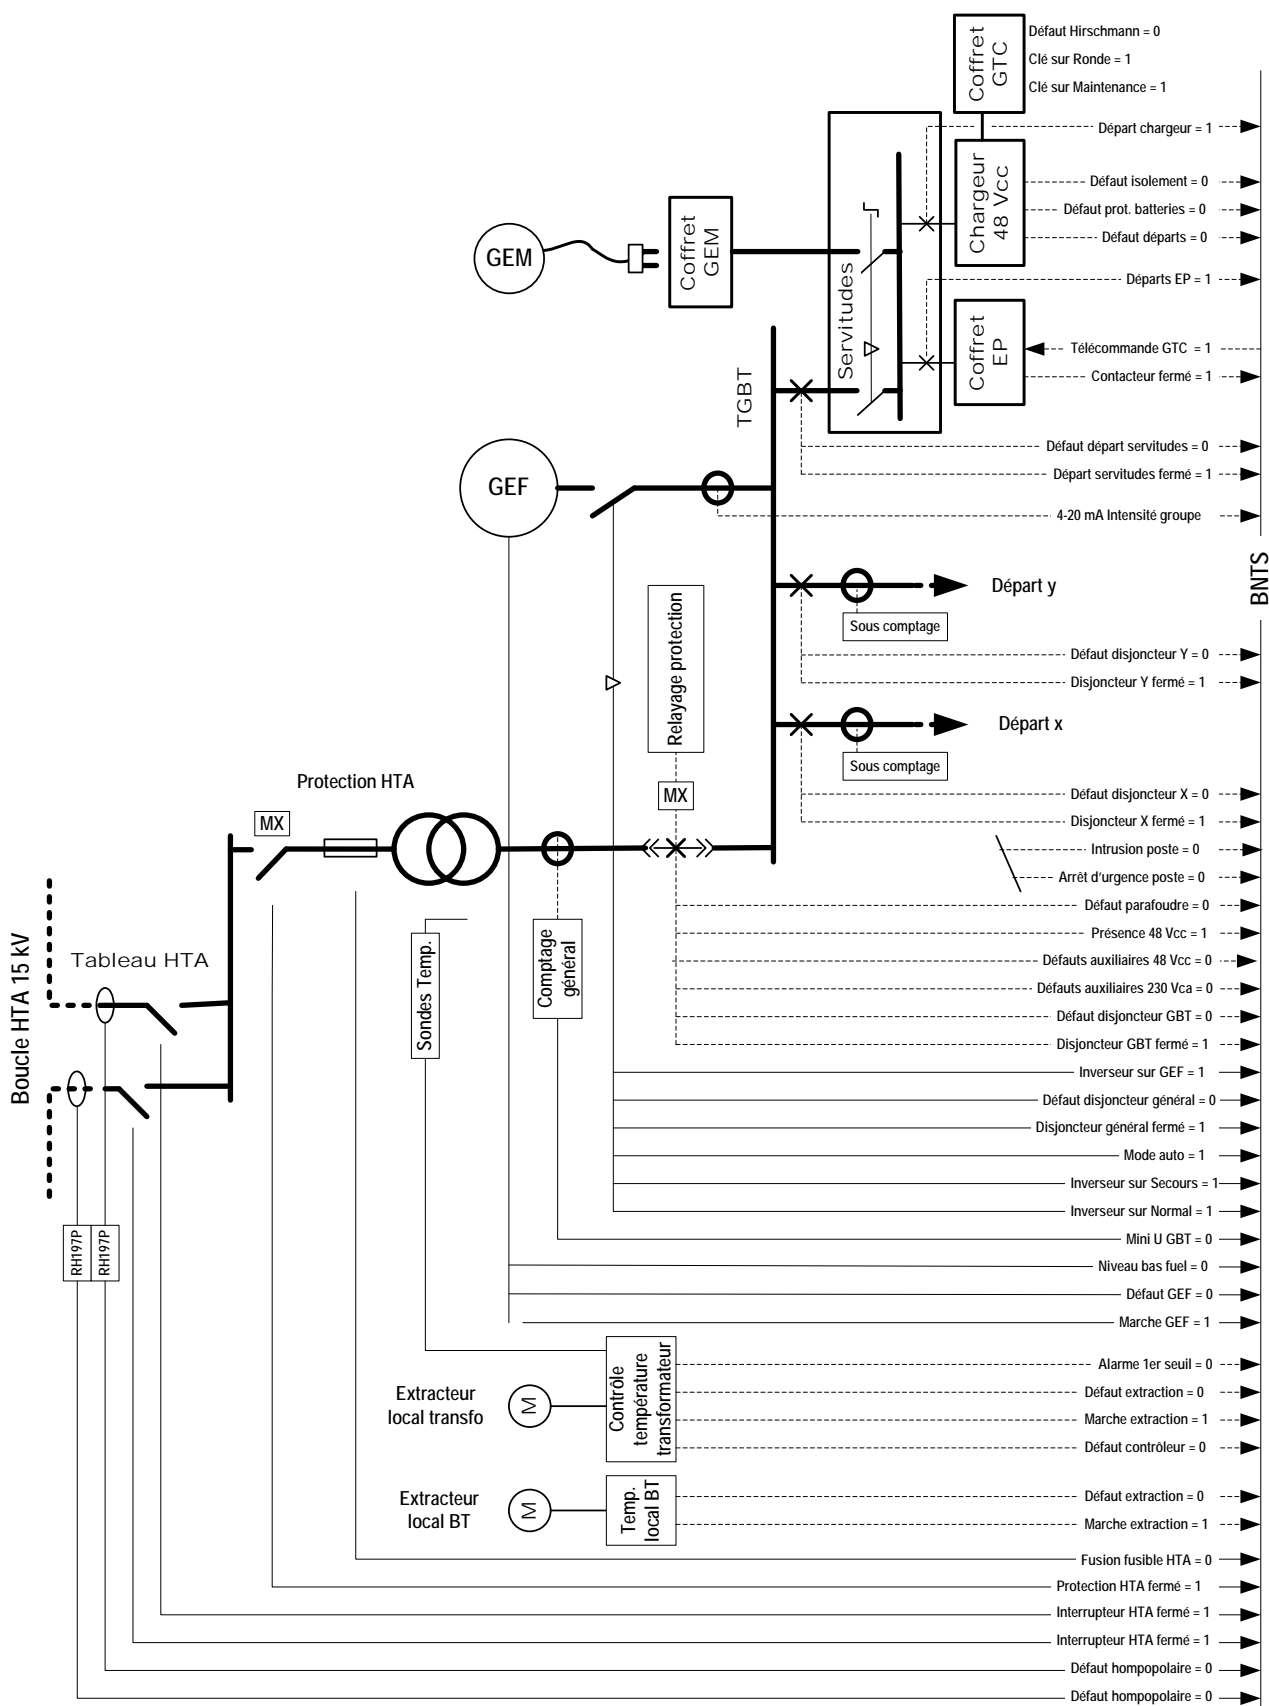 Coffret
GTC
Défaut Hirschmann = 0
Clé sur Ronde = 1
Clé sur Maintenance = 1
Départ chargeur = 1
Chargeur
48 Vcc
Défaut isolement = 0
Défaut prot. batteries = 0
Défaut départs = 0
GEM
Coffret
GEM
Servitudes
Départs EP = 1
Coffret
EP
Télécommande GTC = 1
Contacteur fermé = 1
TGBT
Défaut départ servitudes = 0
Départ servitudes fermé = 1
GEF
4-20 mA Intensité groupe
BNTS
Départ y
Sous comptage
Relayage protection
Défaut disjoncteur Y = 0
Disjoncteur Y fermé = 1
Départ x
Sous comptage
Protection HTA
MX
MX
Défaut disjoncteur X = 0
Disjoncteur X fermé = 1
Intrusion poste = 0
Arrêt d'urgence poste = 0
Défaut parafoudre = 0
Présence 48 Vcc = 1
Défauts auxiliaires 48 Vcc = 0
Défauts auxiliaires 230 Vca = 0
Défaut disjoncteur GBT = 0
Disjoncteur GBT fermé = 1
Boucle HTA 15 kV
Tableau HTA
Sondes Temp.
Comptage
général
Inverseur sur GEF = 1
Défaut disjoncteur général = 0
Disjoncteur général fermé = 1
Mode auto = 1
Inverseur sur Secours = 1
Inverseur sur Normal = 1
RH197P
RH197P
Mini U GBT = 0
Niveau bas fuel = 0
Défaut GEF = 0
Marche GEF = 1
Extracteur
local transfo
M
Contrôle
température
transformateur
Alarme 1er seuil = 0
Défaut extraction = 0
Marche extraction = 1
Défaut contrôleur = 0
Extracteur
local BT
M
Temp.
local BT
Défaut extraction = 0
Marche extraction = 1
Fusion fusible HTA = 0
Protection HTA fermé = 1
Interrupteur HTA fermé = 1
Interrupteur HTA fermé = 1
Défaut hompopolaire = 0
Défaut hompopolaire = 0